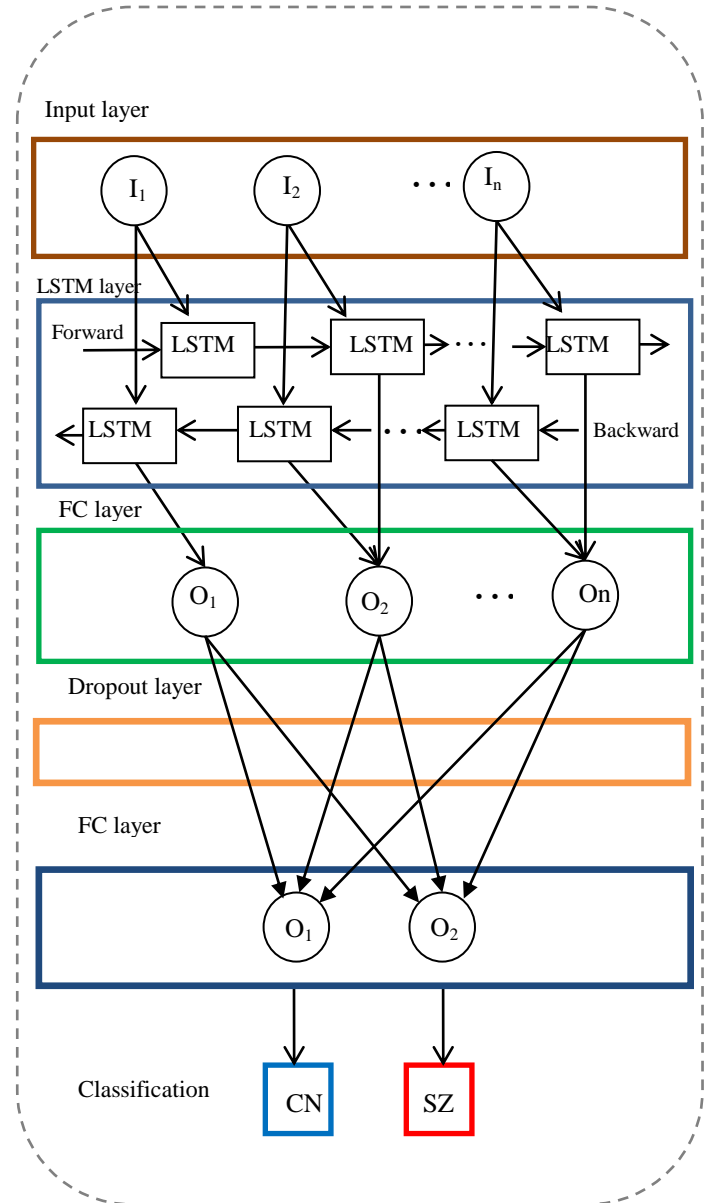 Input layer
I₁ I₂ ... Iₙ
LSTM layer
Forward
LSTM LSTM ... LSTM
LSTM LSTM ... LSTM Backward
FC layer
O₁ O₂ ... On
Dropout layer
FC layer
O₁ O₂
Classification CN SZ